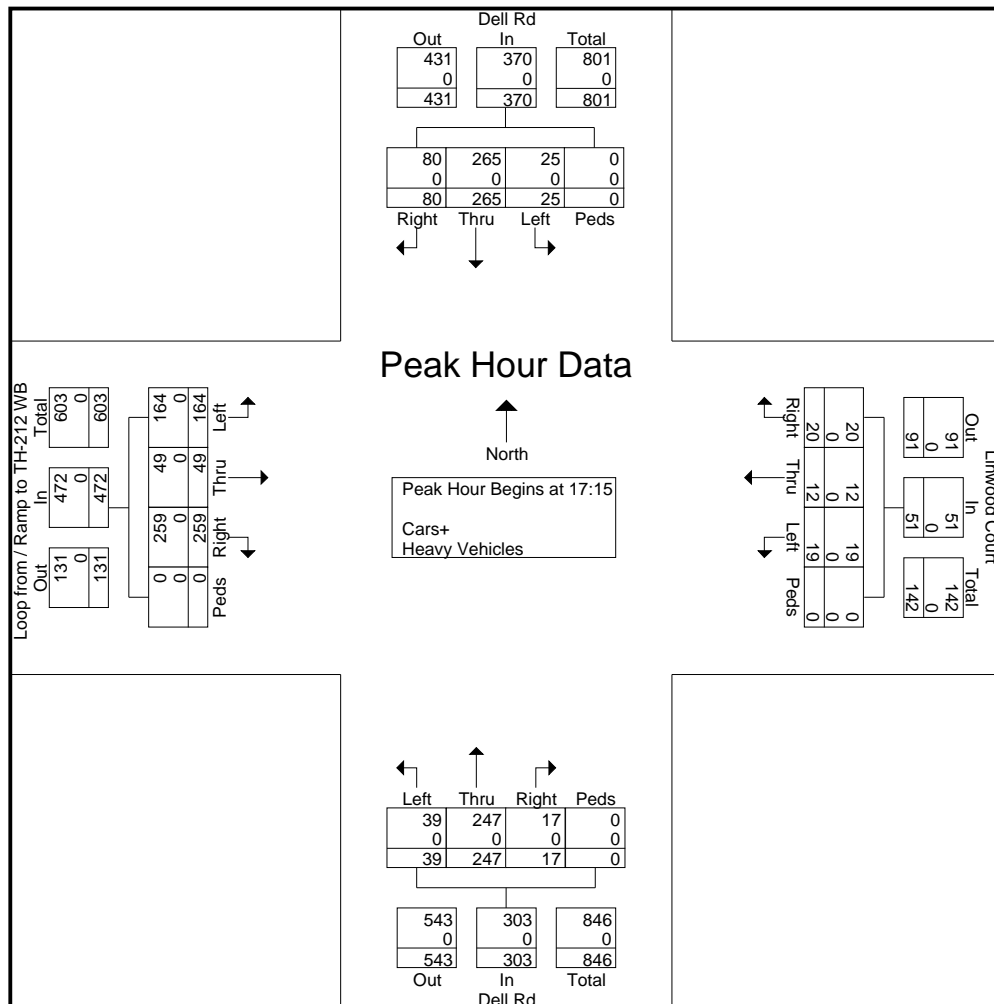 Dell Rd
Out In Total
431 370 801
0 0 0
431 370 801
80 265 25 0
0 0 0 0
80 265 25 0
Right Thru Left Peds
Peak Hour Data
North
Peak Hour Begins at 17:15
Cars+
Heavy Vehicles
Loop from / Ramp to TH-212 WB
Total In Out
603 472 131
0 0 0
603 472 131
164 49 259 0
0 0 0 0
164 49 259 0
Left Thru Right Peds
Linwood Court
Out In Total
91 51 142
0 0 0
91 51 142
20 12 19 0
0 0 0 0
20 12 19 0
Right Thru Left Peds
Left Thru Right Peds
39 247 17 0
0 0 0 0
39 247 17 0
543 303 846
0 0 0
543 303 846
Out In Total
Dell Rd